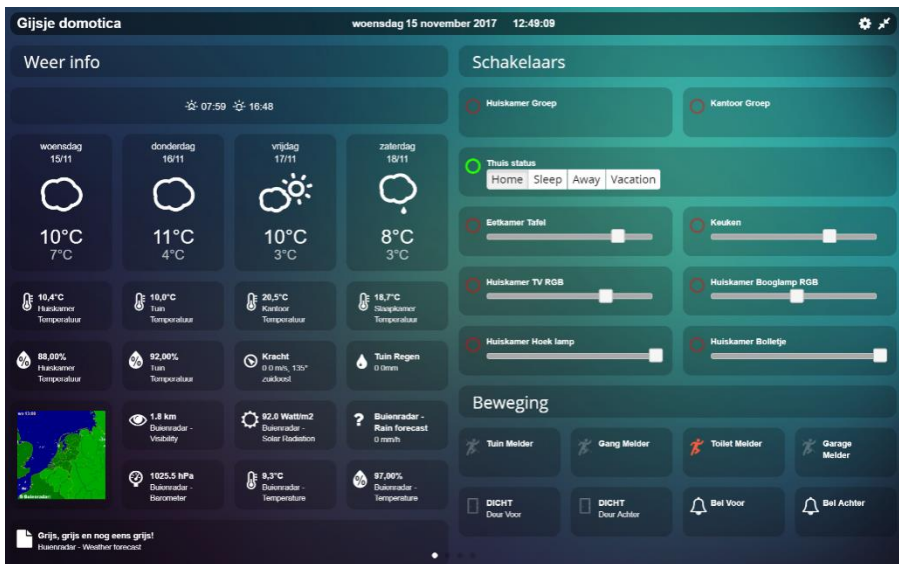 Gijsje domotica
woensdag 15 november 2017 12:49:09
Weer info
07:59 16:48
woensdag
15/11
10°C
7°C
donderdag
16/11
11°C
4°C
vrijdag
17/11
10°C
3°C
zaterdag
18/11
8°C
3°C
10,4°C
Huiskamer
Temperatuur
10,0°C
Tuin
Temperatuur
20,5°C
Kantoor
Temperatuur
18,7°C
Slaapkamer
Temperatuur
88,00%
Huiskamer
Temperatuur
92,00%
Tuin
Temperatuur
Kracht
0 0 m/s, 135°
zuidoost
Tuin Regen
0 0mm
1.8 km
Buienradar -
Visibility
92.0 Watt/m2
Buienradar -
Solar Radiation
?
Buienradar -
Rain forecast
0 mm/h
1025.5 hPa
Buienradar -
Barometer
9,3°C
Buienradar -
Temperature
97,00%
Buienradar -
Temperature
Grijs, grijs en nog eens grijs!
Buienradar - Weather forecast
Schakelaars
Huiskamer Groep
Kantoor Groep
Thuis status
Home Sleep Away Vacation
Eetkamer Tafel
Keuken
Huiskamer TV RGB
Huiskamer Booglamp RGB
Huiskamer Hoek lamp
Huiskamer Bolletje
Beweging
Tuin Melder
Gang Melder
Toilet Melder
Garage
Melder
DICHT
Deur Voor
DICHT
Deur Achter
Bel Voor
Bel Achter